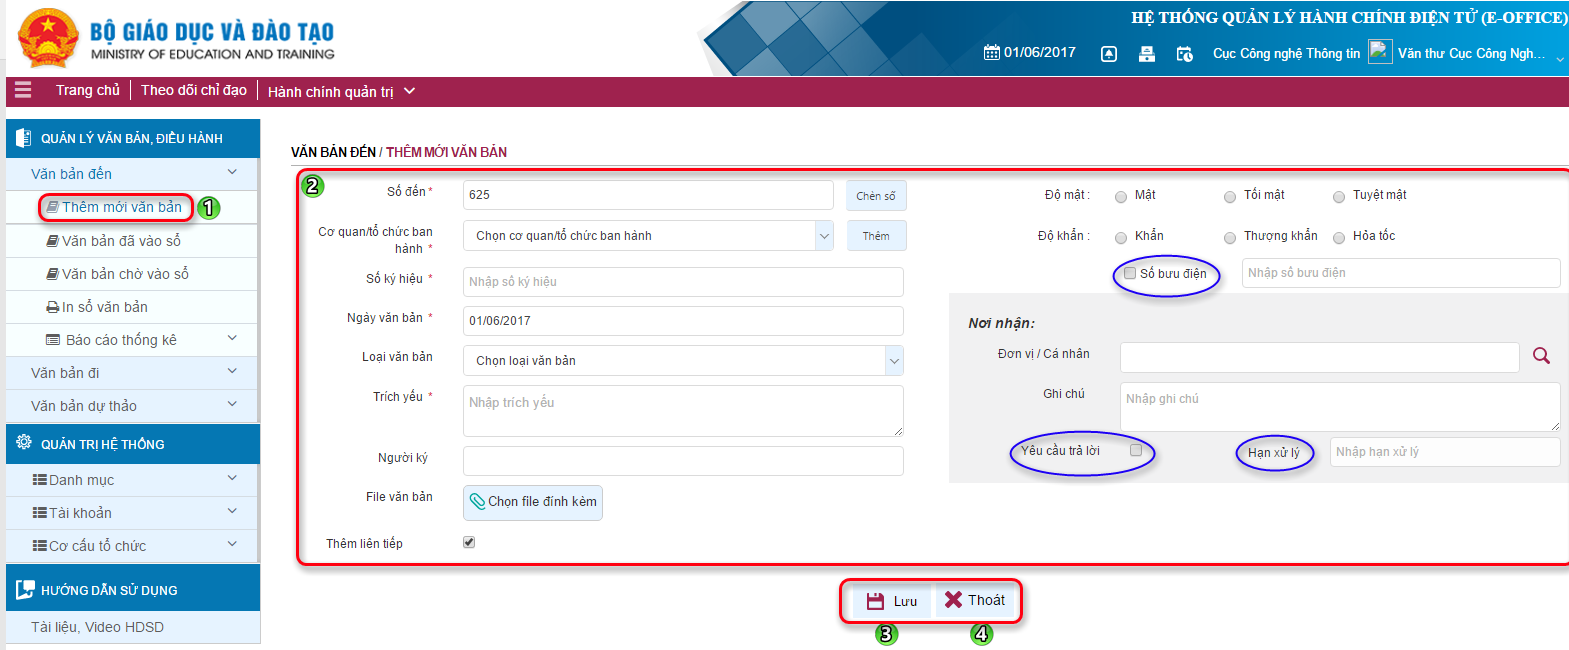 BỘ GIÁO DỤC VÀ ĐÀO TẠO
MINISTRY OF EDUCATION AND TRAINING
HỆ THỐNG QUẢN LÝ HÀNH CHÍNH ĐIỆN TỬ (E-OFFICE)
01/06/2017 Cục Công nghệ Thông tin Văn thư Cục Công Ngh...
Trang chủ Theo dõi chỉ đạo Hành chính quản trị
QUẢN LÝ VĂN BẢN, ĐIỀU HÀNH
Văn bản đến
Thêm mới văn bản 1
Văn bản đã vào sổ
Văn bản chờ vào sổ
In sổ văn bản
Báo cáo thống kê
Văn bản đi
Văn bản dự thảo
QUẢN TRỊ HỆ THỐNG
Danh mục
Tài khoản
Cơ cấu tổ chức
HƯỚNG DẪN SỬ DỤNG
Tài liệu, Video HDSD
VĂN BẢN ĐẾN / THÊM MỚI VĂN BẢN
2
Số đến * 625 Chèn số
Cơ quan/tổ chức ban hành * Chọn cơ quan/tổ chức ban hành Thêm
Số ký hiệu * Nhập số ký hiệu
Ngày văn bản * 01/06/2017
Loại văn bản Chọn loại văn bản
Trích yếu * Nhập trích yếu
Người ký
File văn bản Chọn file đính kèm
Thêm liên tiếp
Độ mật : Mật Tối mật Tuyệt mật
Độ khẩn : Khẩn Thượng khẩn Hỏa tốc
Số bưu điện Nhập số bưu điện
Nơi nhận:
Đơn vị / Cá nhân
Ghi chú Nhập ghi chú
Yêu cầu trả lời Hạn xử lý Nhập hạn xử lý
Lưu Thoát
3 4